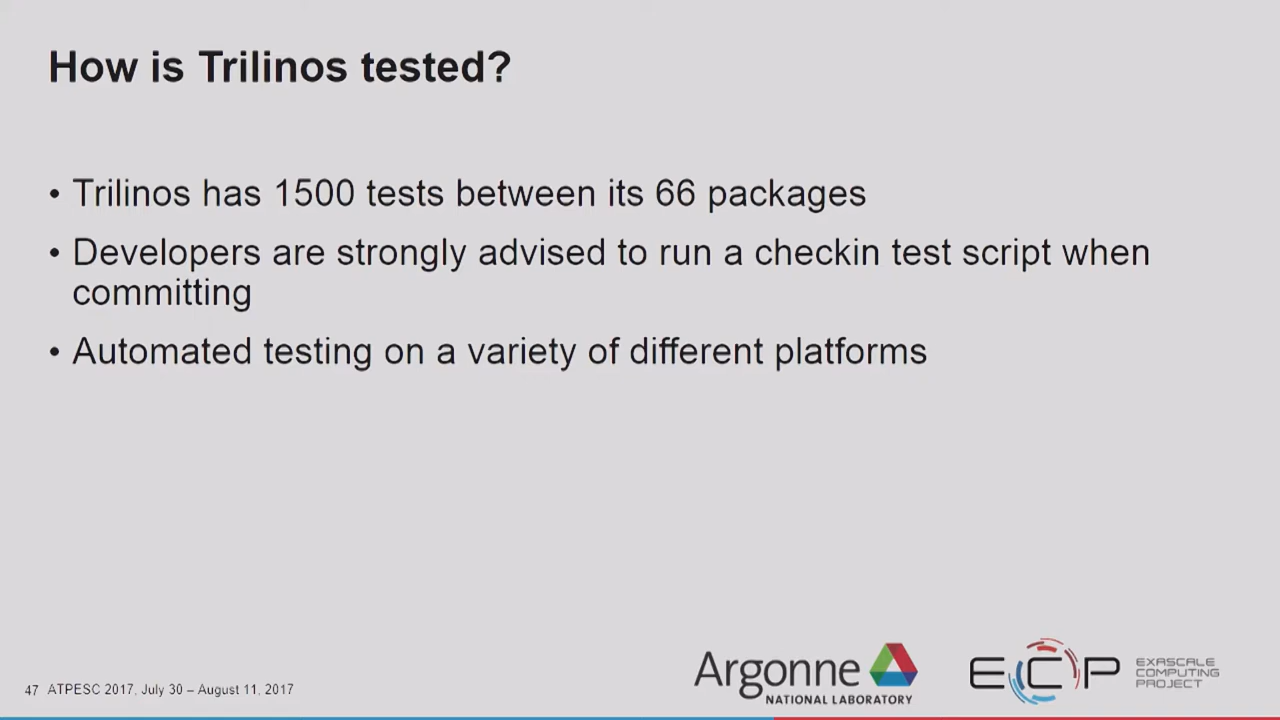 How is Trilinos tested?
• Trilinos has 1500 tests between its 66 packages
• Developers are strongly advised to run a checkin test script when
committing
• Automated testing on a variety of different platforms
47 ATPESC 2017, July 30 – August 11, 2017
Argonne
NATIONAL LABORATORY
ECP
EXASCALE
COMPUTING
PROJECT